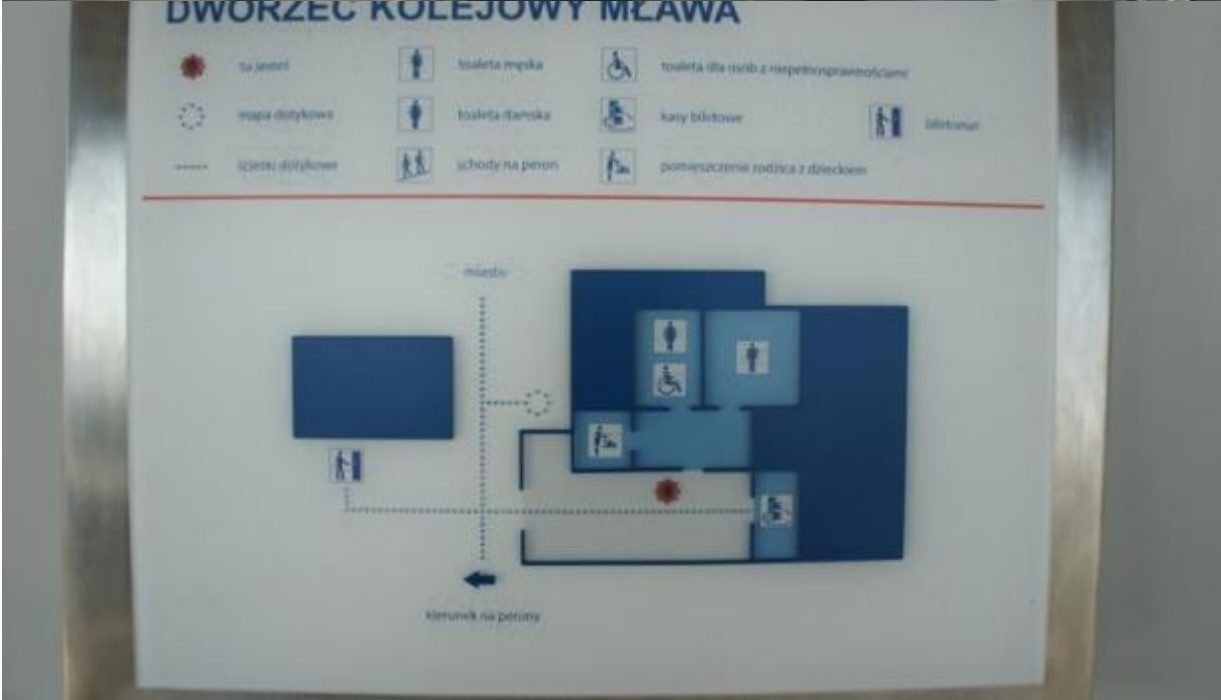 DWORZEC KOLEJOWY MŁAWA
tu jesteś
toaleta męska
toaleta dla osób z niepełnosprawnościami
mapa dotykowa
toaleta damska
kasy biletowe
biletomat
ścieżki dotykowe
schody na peron
pomieszczenie rodzica z dzieckiem
miasto
kierunek na perony